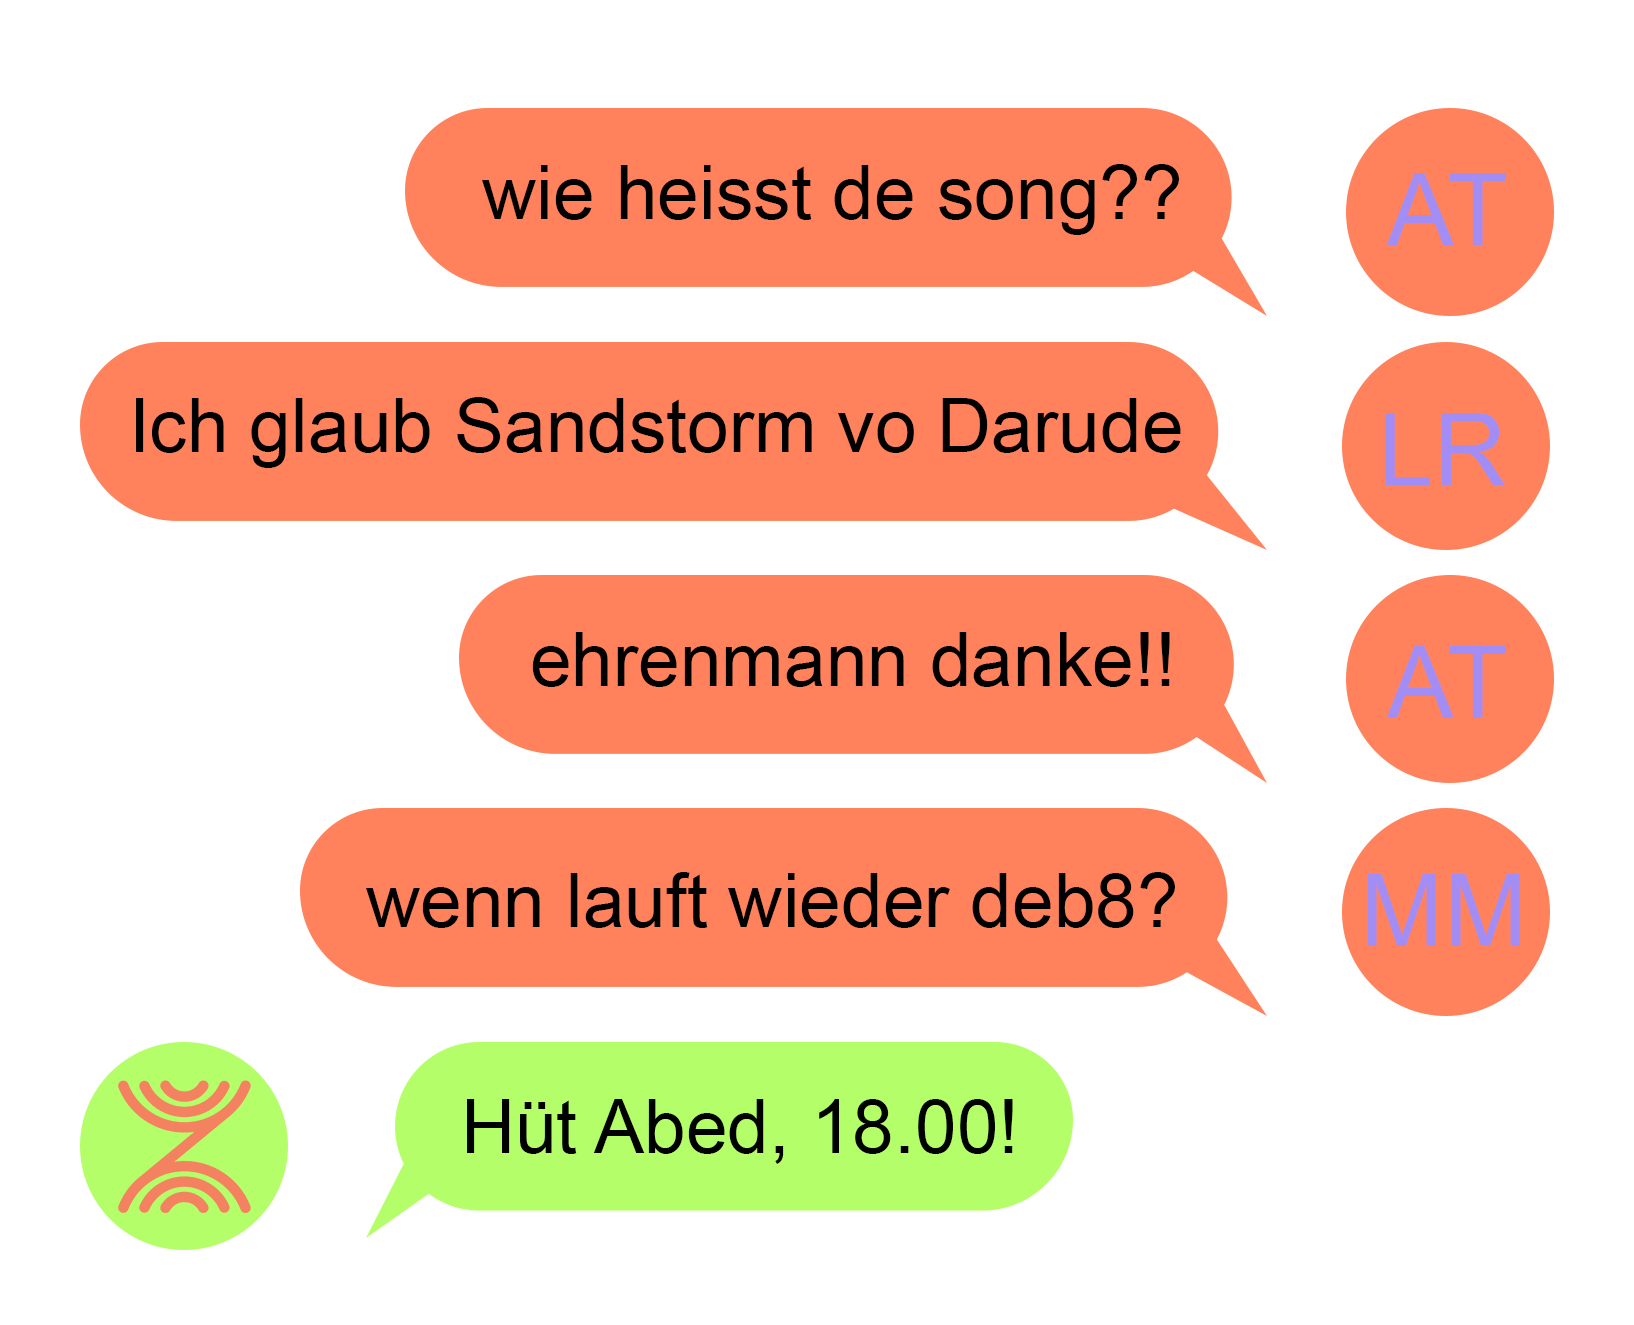 wie heisst de song??
AT
Ich glaub Sandstorm vo Darude
LR
ehrenmann danke!!
AT
wenn lauft wieder deb8?
MM
Hüt Abed, 18.00!